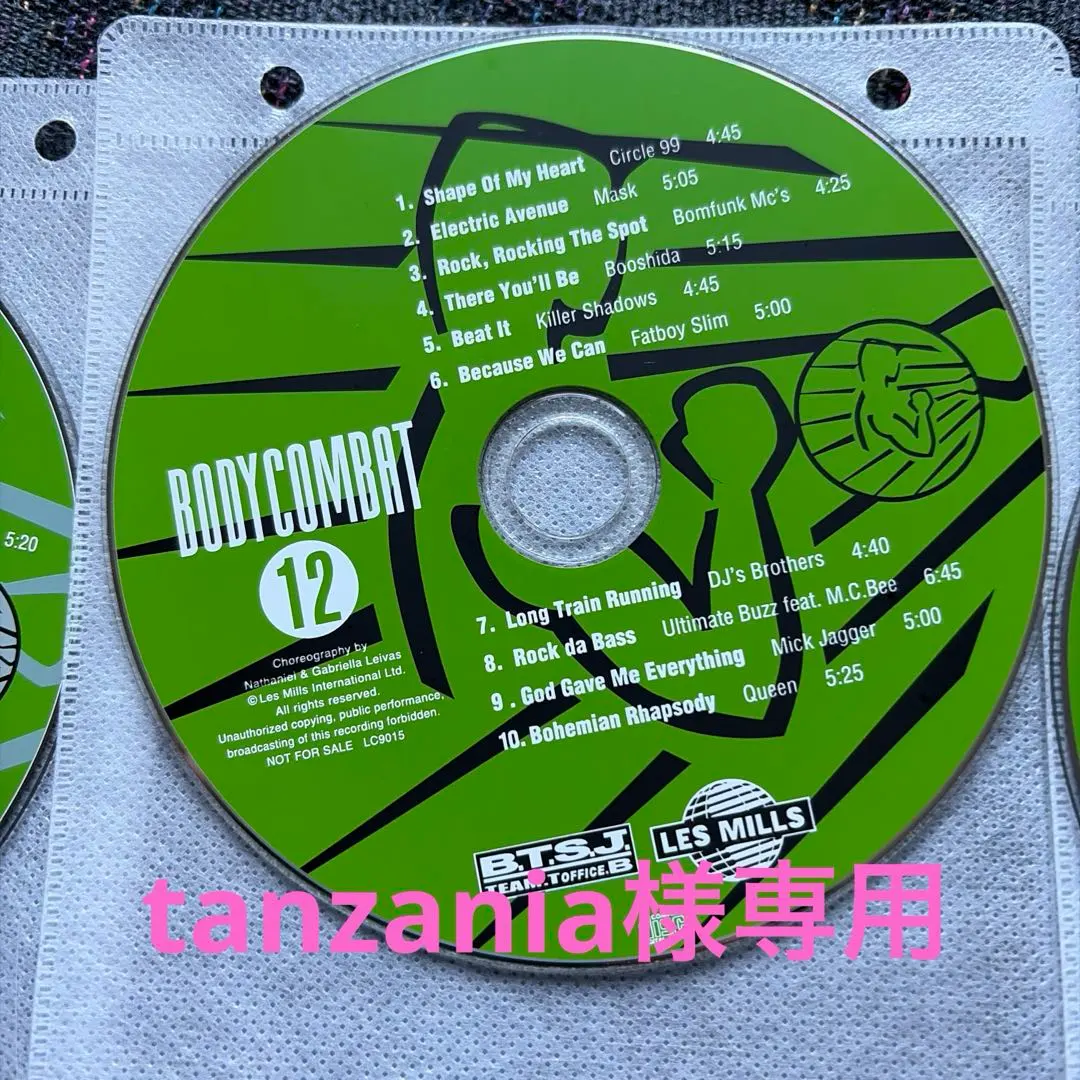 1. Shape Of My Heart Circle 99 4:45
2. Electric Avenue Mask 5:05
3. Rock, Rocking The Spot Bomfunk Mc's 4:25
4. There You'll Be Booshida 5:15
5. Beat It Killer Shadows 4:45
6. Because We Can Fatboy Slim 5:00
BODYCOMBAT
12
Choreography by
Nathaniel & Gabriella Leivas
©Les Mills International Ltd.
All rights reserved.
Unauthorized copying, public performance,
broadcasting of this recording forbidden.
NOT FOR SALE LC9015
5:20
7. Long Train Running DJ's Brothers 4:40
8. Rock da Bass Ultimate Buzz feat. M.C.Bee 6:45
9 . God Gave Me Everything Mick Jagger 5:00
10. Bohemian Rhapsody Queen 5:25
B.T.S.J.
TEAM.TOFFICE.B
LES MILLS
tanzania様専用